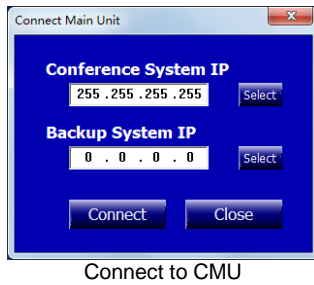 Connect Main Unit
Conference System IP
255 .255 .255 .255 Select
Backup System IP
0 . 0 . 0 . 0 Select
Connect Close
Connect to CMU